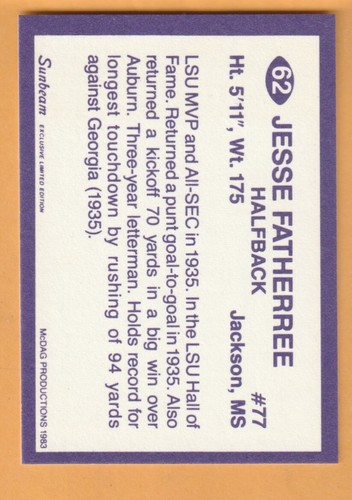 62 JESSE FATHERREE #77
HALFBACK
Ht. 5'11", Wt. 175 Jackson, MS
LSU MVP and All-SEC in 1935. In the LSU Hall of
Fame. Returned a punt goal-to-goal in 1935. Also
returned a kickoff 70 yards in a big win over
Auburn. Three-year letterman. Holds record for
longest touchdown by rushing of 94 yards
against Georgia (1935).
Sunbeam EXCLUSIVE LIMITED EDITION McDAG PRODUCTIONS 1983